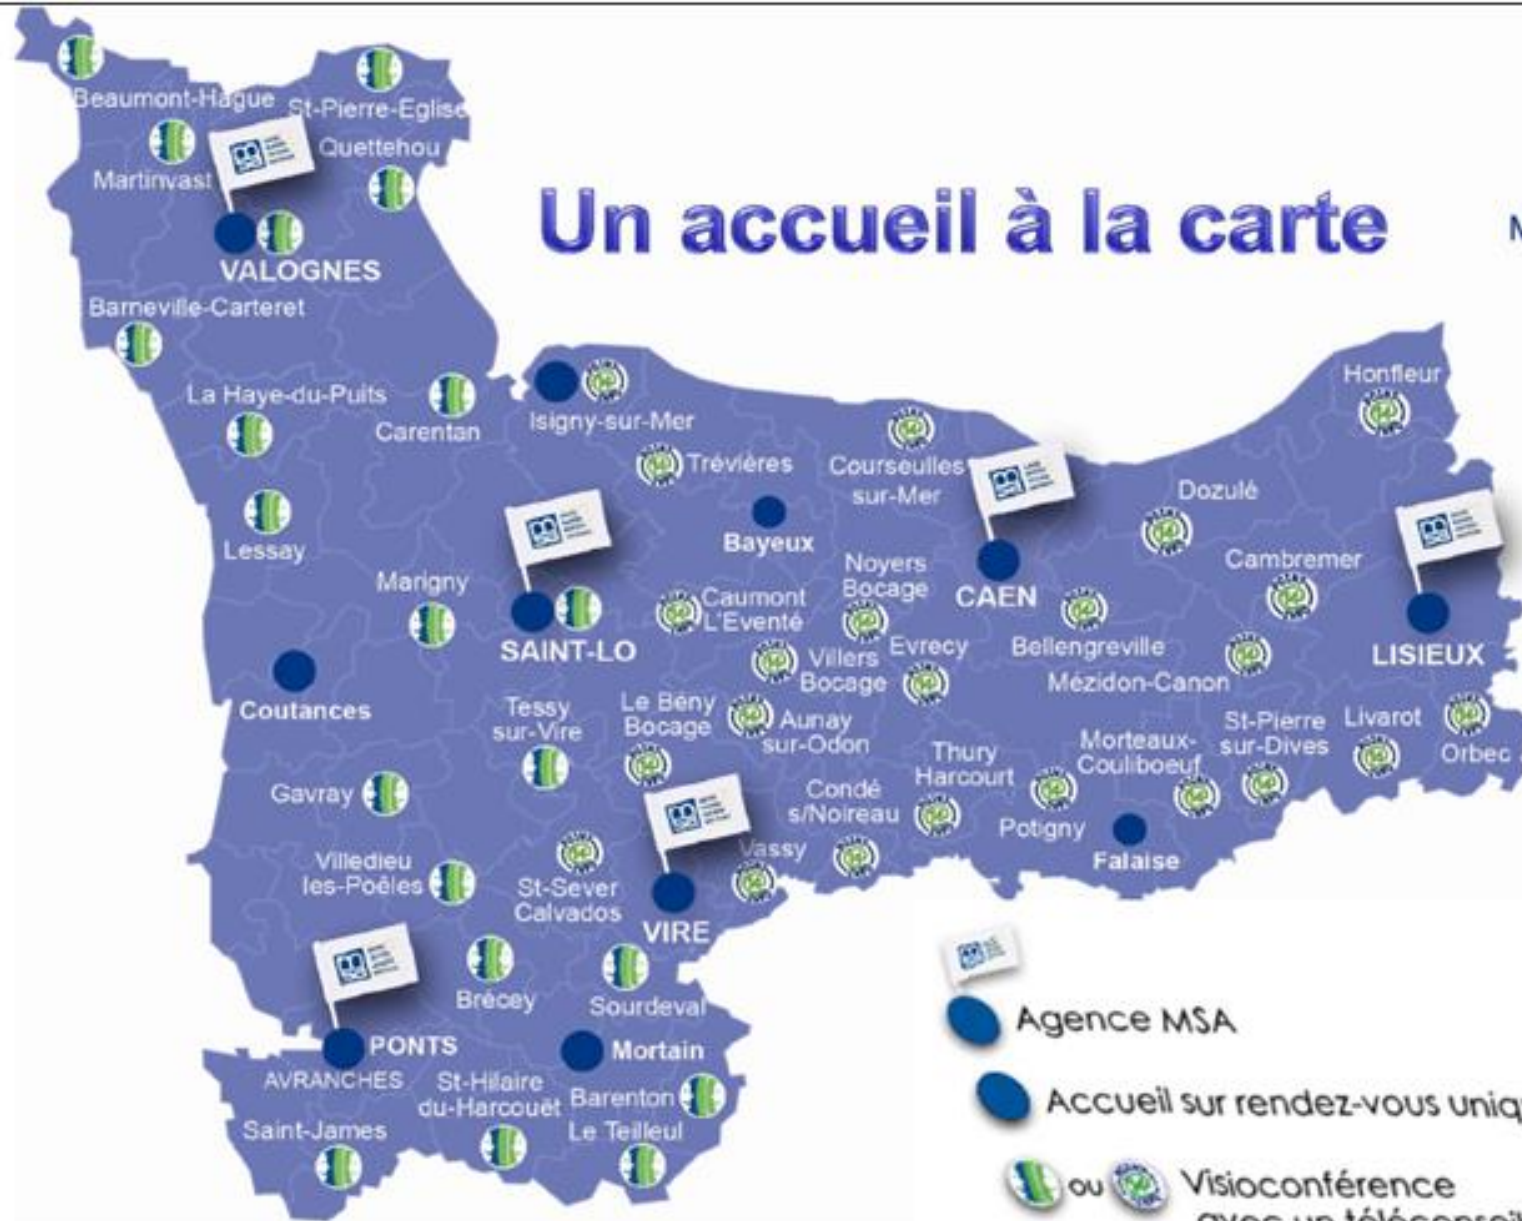 Un accueil à la carte
Beaumont-Hague
St-Pierre-Eglise
Martinvast
Quettehou
VALOGNES
Barneville-Carteret
La Haye-du-Puits
Carentan
Isigny-sur-Mer
Honfleur
Trévières
Courseulles
sur-Mer
Dozulé
Lessay
Bayeux
Marigny
Caumont
L'Eventé
Noyers
Bocage
CAEN
Cambremer
SAINT-LO
Villers
Bocage
Evrecy
Bellengreville
Mézidon-Canon
LISIEUX
Coutances
Tessy
sur-Vire
Le Bény
Bocage
Aunay
sur-Odon
Thury
Harcourt
Morteaux-
Couliboeuf
St-Pierre
sur-Dives
Livarot
Orbec
Gavray
Condé
s/Noireau
Potigny
Falaise
Villedieu
les-Poêles
St-Sever
Calvados
Vassy
VIRE
Brécey
Sourdeval
PONTS
AVRANCHES
Mortain
St-Hilaire
du-Harcouët
Barenton
Saint-James
Le Teilleul
Agence MSA
Accueil sur rendez-vous
ou
Visioconférence
avec un